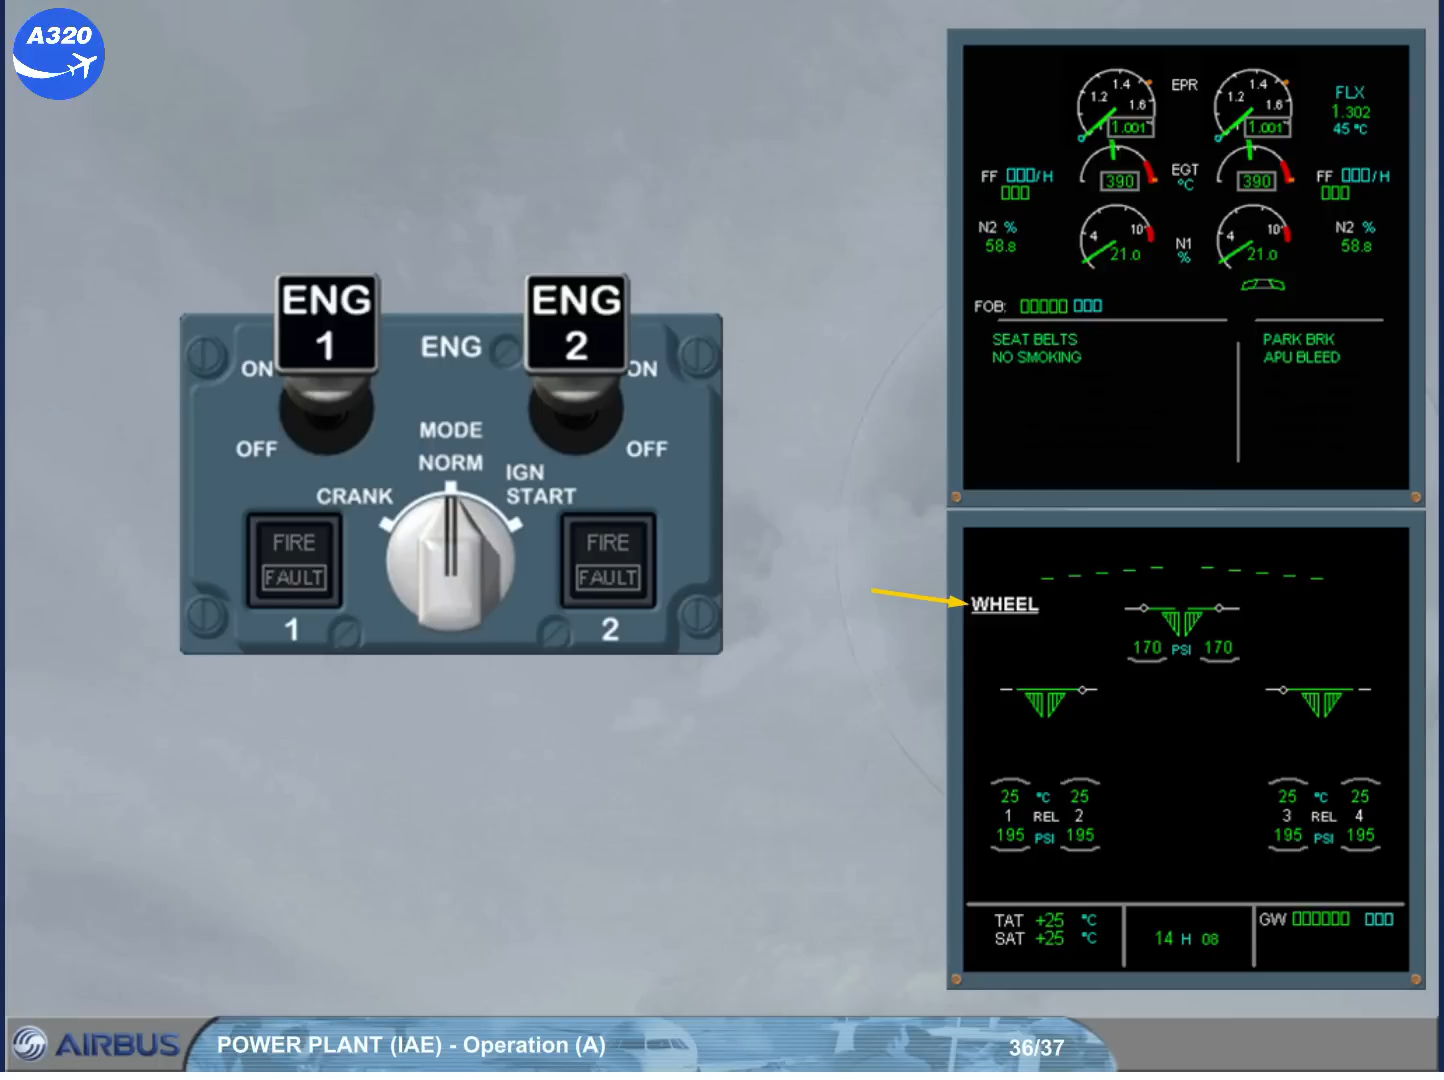 A320
ENG
1
ENG
2
ENG
ON
ON
OFF
OFF
MODE
NORM
IGN
START
CRANK
FIRE
FAULT
1
FIRE
FAULT
2
1.2 1.4 1.6
1.001
EPR
1.2 1.4 1.6
1.001
FLX
1.302
45 °C
FF /H
390
EGT
°C
390
FF /H
N2 %
58.8
4 10
21.0
N1
%
4 10
21.0
N2 %
58.8
FOB:
SEAT BELTS
NO SMOKING
PARK BRK
APU BLEED
WHEEL
170 PSI 170
25 °C 25
1 REL 2
195 PSI 195
25 °C 25
3 REL 4
195 PSI 195
TAT +25 °C
SAT +25 °C
14 H 08
GW
AIRBUS
POWER PLANT (IAE) - Operation (A)
36/37